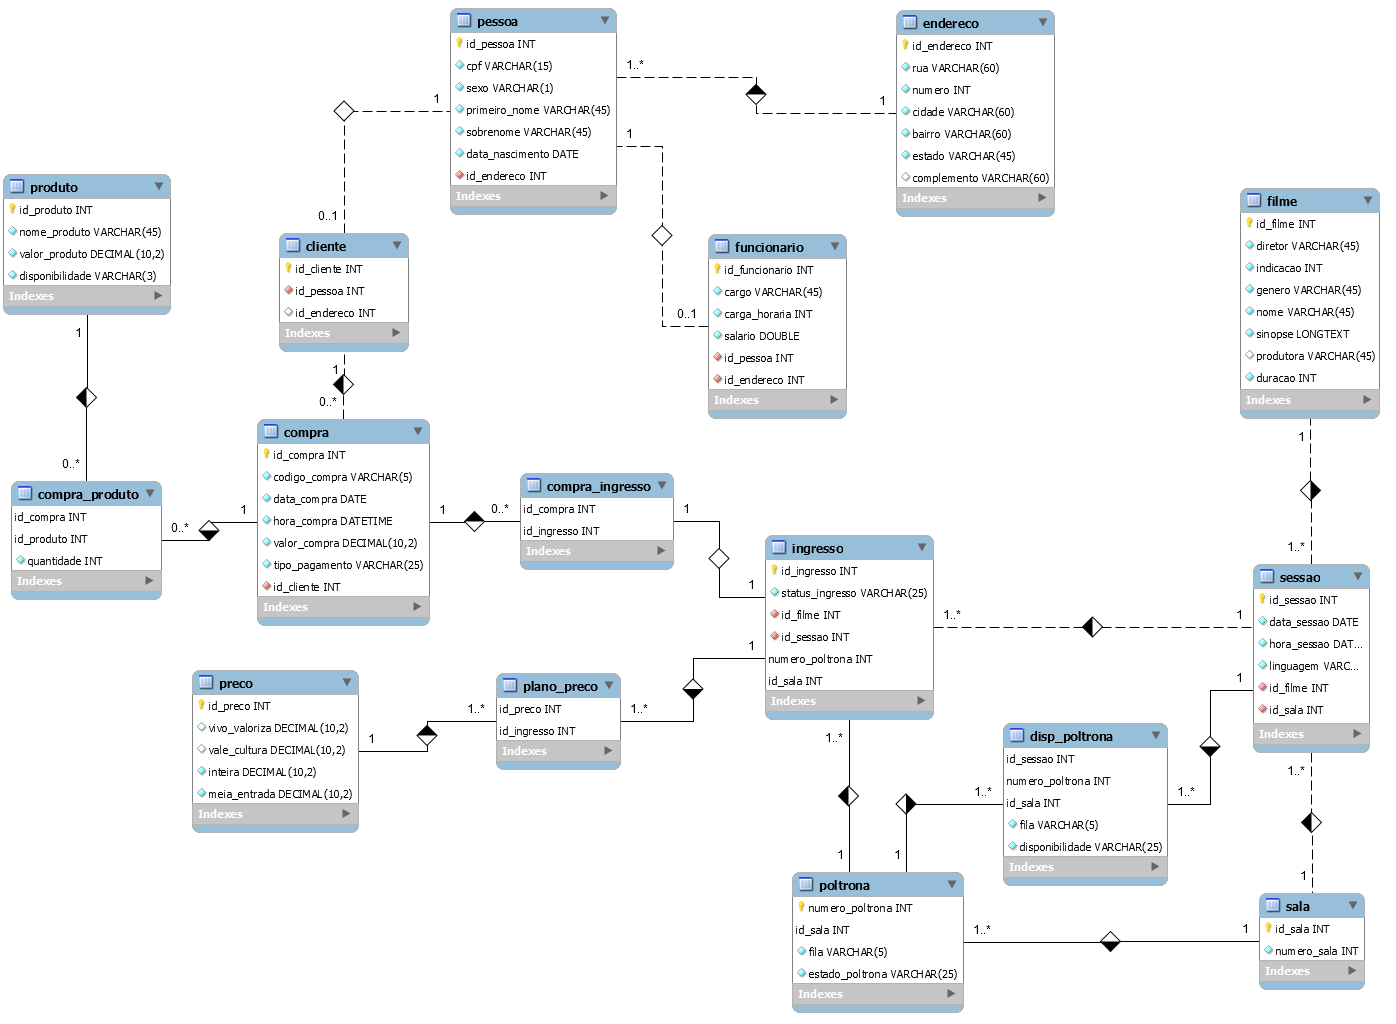 pessoa
id_pessoa INT
cpf VARCHAR(15)
sexo VARCHAR(1)
primeiro_nome VARCHAR(45)
sobrenome VARCHAR(45)
data_nascimento DATE
id_endereco INT
Indexes
endereco
id_endereco INT
rua VARCHAR(60)
numero INT
cidade VARCHAR(60)
bairro VARCHAR(60)
estado VARCHAR(45)
complemento VARCHAR(60)
Indexes
1..*
1
1
0..1
1
0..1
produto
id_produto INT
nome_produto VARCHAR(45)
valor_produto DECIMAL(10,2)
disponibilidade VARCHAR(3)
Indexes
cliente
id_cliente INT
id_pessoa INT
id_endereco INT
Indexes
funcionario
id_funcionario INT
cargo VARCHAR(45)
carga_horaria INT
salario DOUBLE
id_pessoa INT
id_endereco INT
Indexes
filme
id_filme INT
diretor VARCHAR(45)
indicacao INT
genero VARCHAR(45)
nome VARCHAR(45)
sinopse LONGTEXT
produtora VARCHAR(45)
duracao INT
Indexes
1
0..*
1
0..*
1
1..*
compra_produto
id_compra INT
id_produto INT
quantidade INT
Indexes
0..*
1
compra
id_compra INT
codigo_compra VARCHAR(5)
data_compra DATE
hora_compra DATETIME
valor_compra DECIMAL(10,2)
tipo_pagamento VARCHAR(25)
id_cliente INT
Indexes
1
0..*
compra_ingresso
id_compra INT
id_ingresso INT
Indexes
1
1
ingresso
id_ingresso INT
status_ingresso VARCHAR(25)
id_filme INT
id_sessao INT
numero_poltrona INT
id_sala INT
Indexes
1..*
1
sessao
id_sessao INT
data_sessao DATE
hora_sessao DAT...
linguagem VARC...
id_filme INT
id_sala INT
Indexes
preco
id_preco INT
vivo_valoriza DECIMAL(10,2)
vale_cultura DECIMAL(10,2)
inteira DECIMAL(10,2)
meia_entrada DECIMAL(10,2)
Indexes
1
1..*
plano_preco
id_preco INT
id_ingresso INT
Indexes
1..*
1
disp_poltrona
id_sessao INT
numero_poltrona INT
id_sala INT
fila VARCHAR(5)
disponibilidade VARCHAR(25)
Indexes
1
1..*
1..*
1
1..*
1
1..*
1
poltrona
numero_poltrona INT
id_sala INT
fila VARCHAR(5)
estado_poltrona VARCHAR(25)
Indexes
1..*
1
sala
id_sala INT
numero_sala INT
Indexes